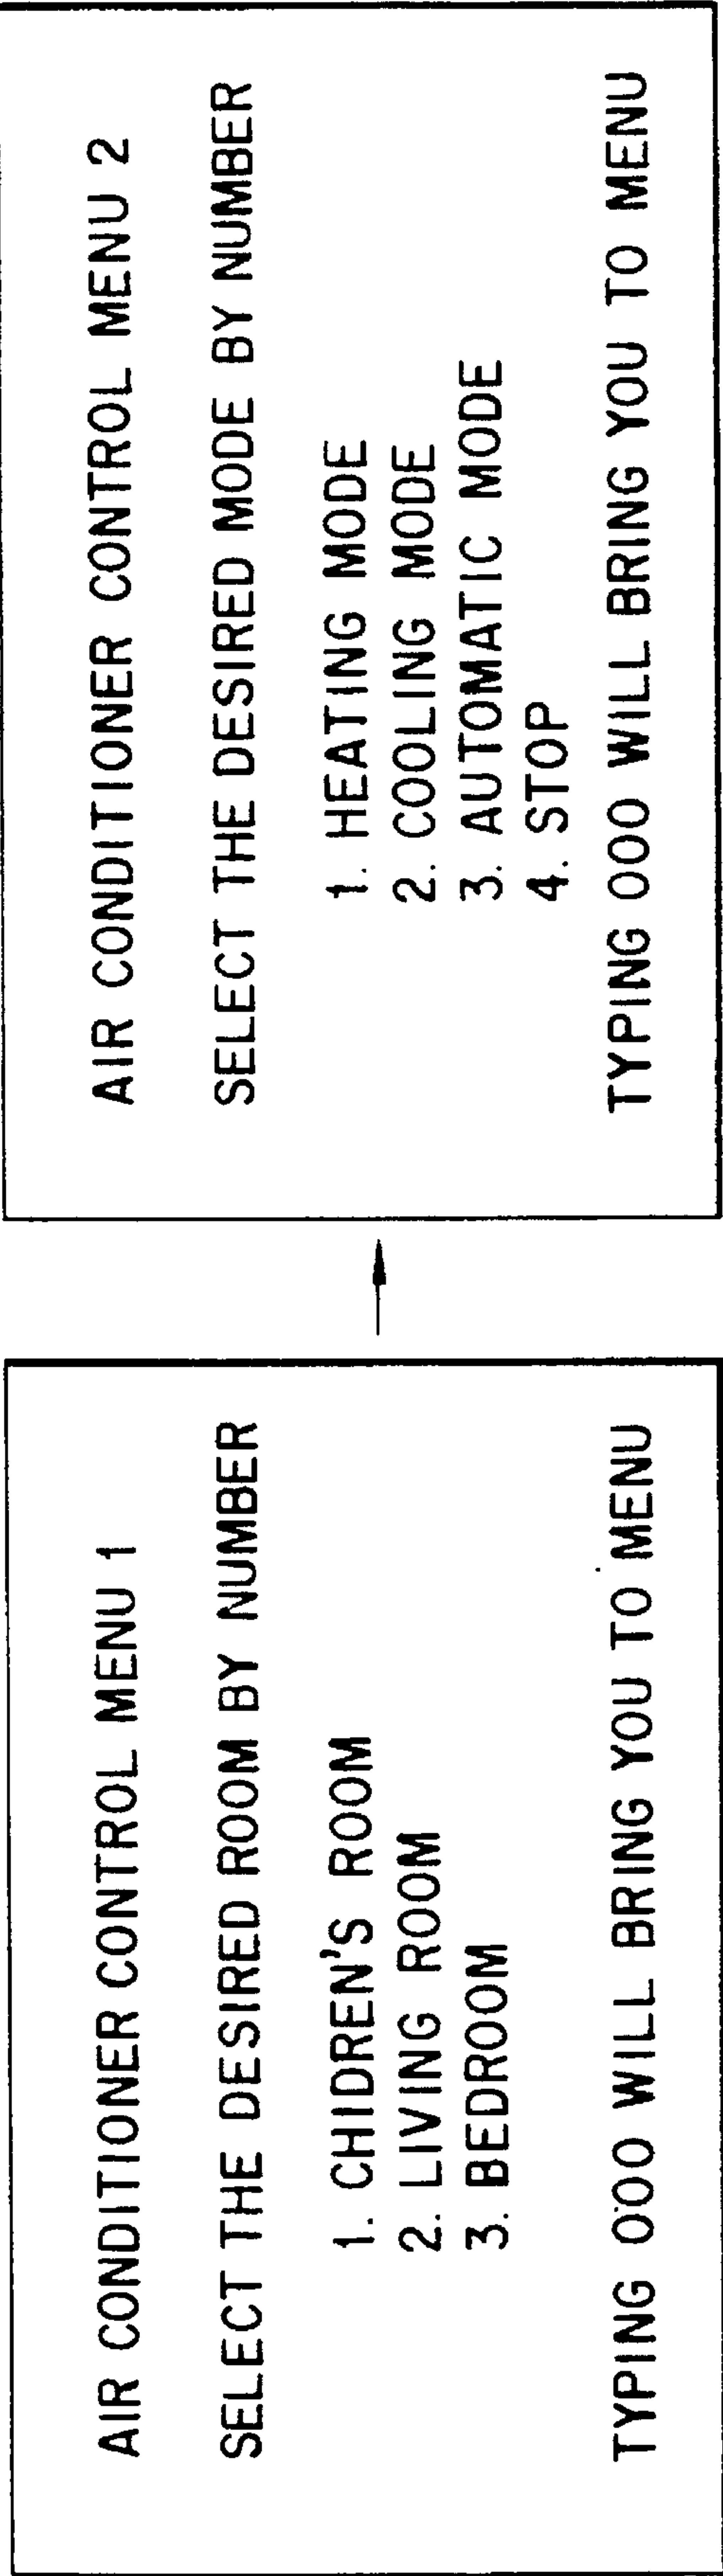 AIR CONDITIONER CONTROL MENU 1
SELECT THE DESIRED ROOM BY NUMBER
1. CHIDREN'S ROOM
2. LIVING ROOM
3. BEDROOM
TYPING 000 WILL BRING YOU TO MENU
AIR CONDITIONER CONTROL MENU 2
SELECT THE DESIRED MODE BY NUMBER
1. HEATING MODE
2. COOLING MODE
3. AUTOMATIC MODE
4. STOP
TYPING 000 WILL BRING YOU TO MENU